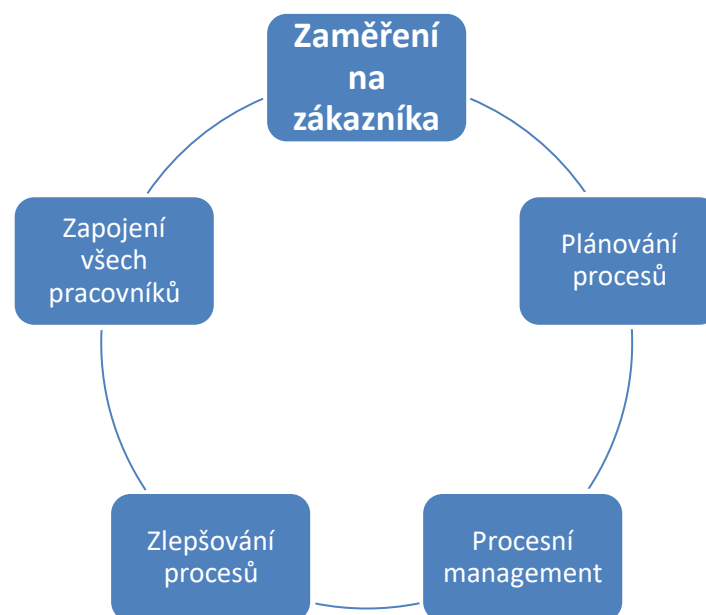 Zaměření
na
zákazníka
Plánování
procesů
Procesní
management
Zlepšování
procesů
Zapojení
všech
pracovníků